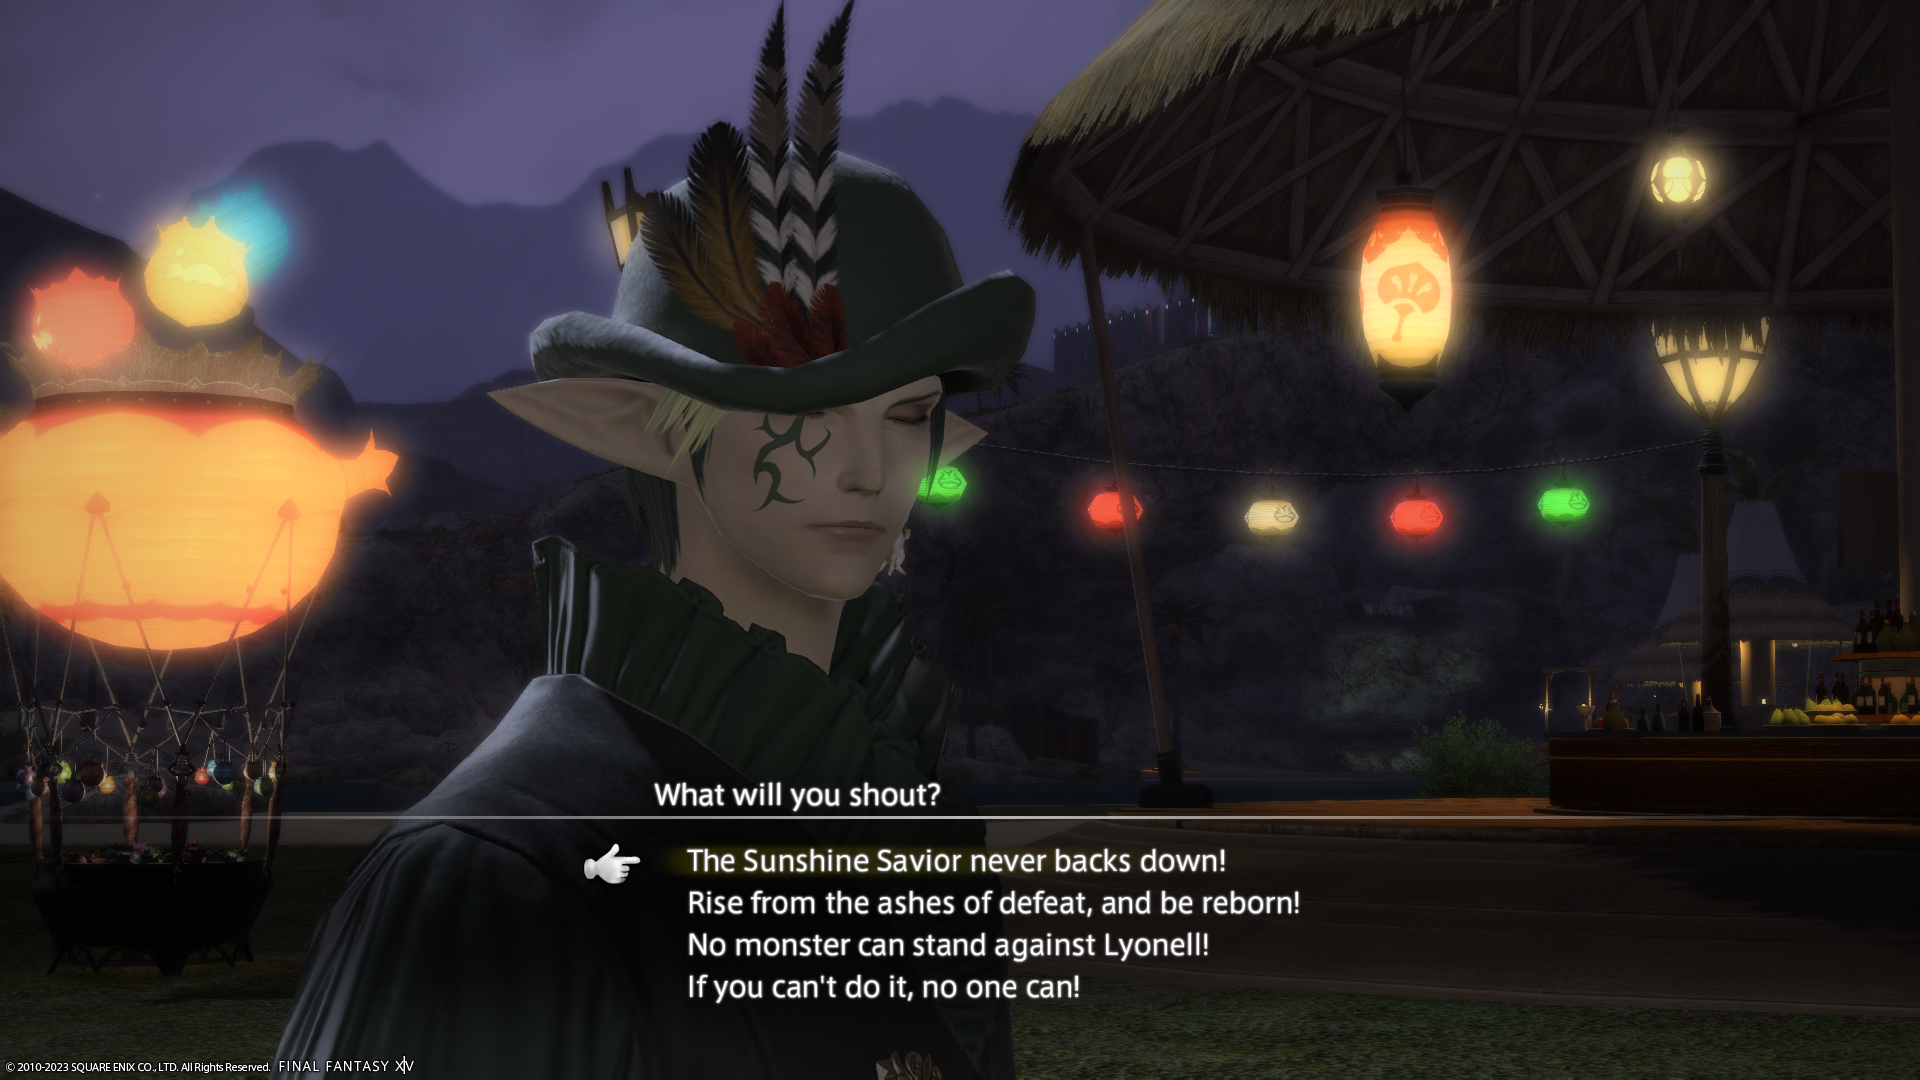 What will you shout?
The Sunshine Savior never backs down!
Rise from the ashes of defeat, and be reborn!
No monster can stand against Lyonell!
If you can't do it, no one can!
© 2010-2023 SQUARE ENIX CO., LTD. All Rights Reserved. FINAL FANTASY XIV